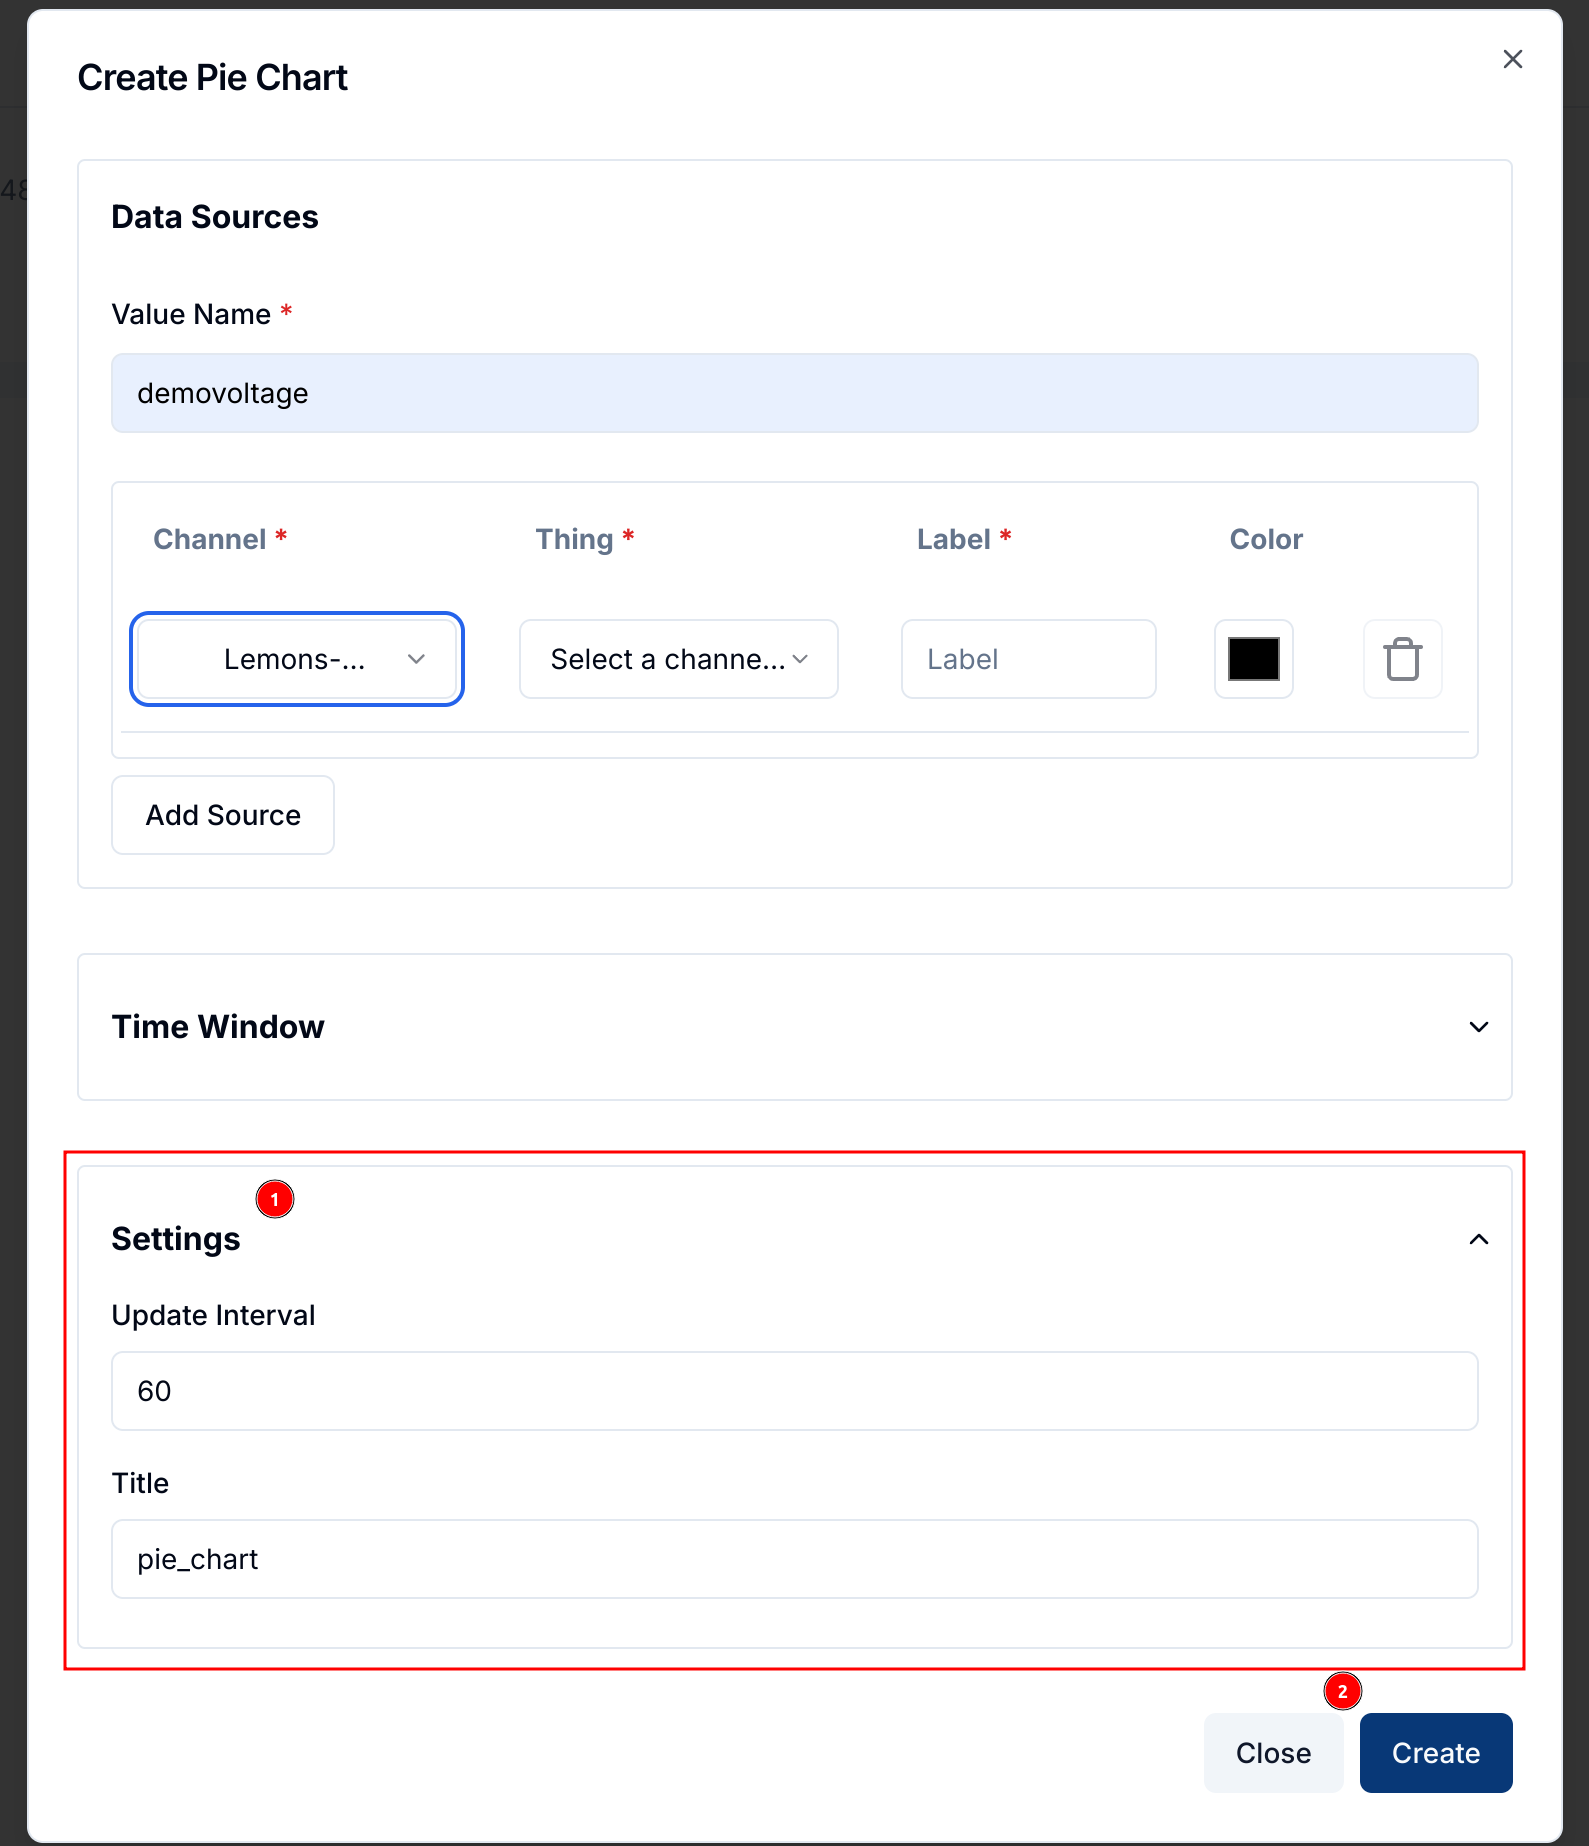 Create Pie Chart
48
Data Sources
Value Name *
demovoltage
Channel * Thing * Label * Color
Lemons-... Select a channe... Label
Add Source
Time Window
1
Settings
Update Interval
60
Title
pie_chart
2
Close Create